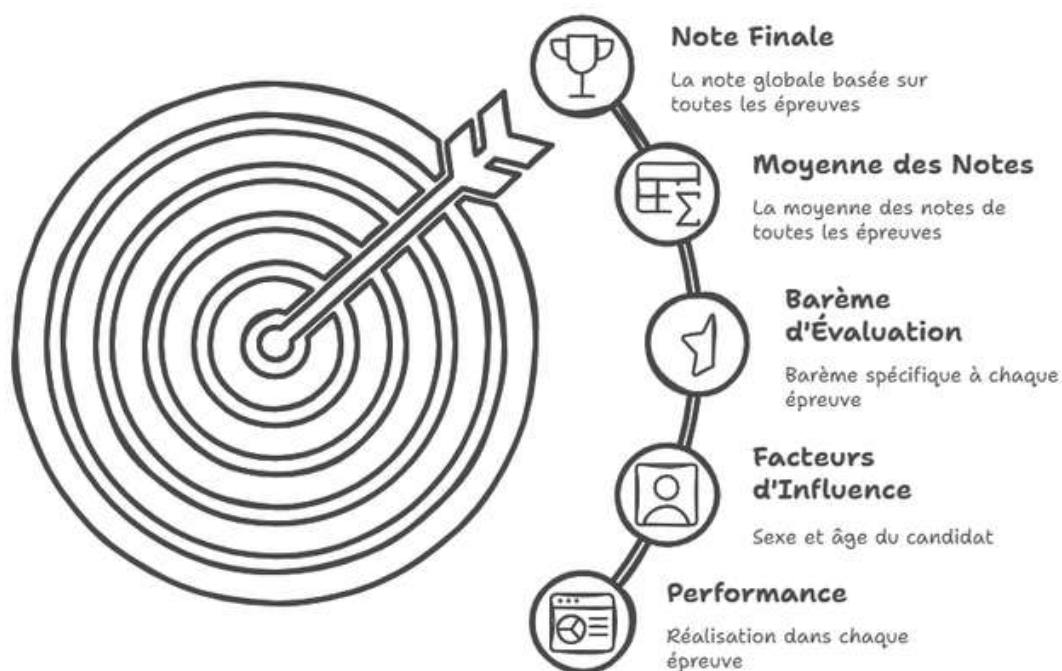 Note Finale
La note globale basée sur
toutes les épreuves
Moyenne des Notes
La moyenne des notes de
toutes les épreuves
Barème
d'Évaluation
Barème spécifique à chaque
épreuve
Facteurs
d'Influence
Sexe et âge du candidat
Performance
Réalisation dans chaque
épreuve